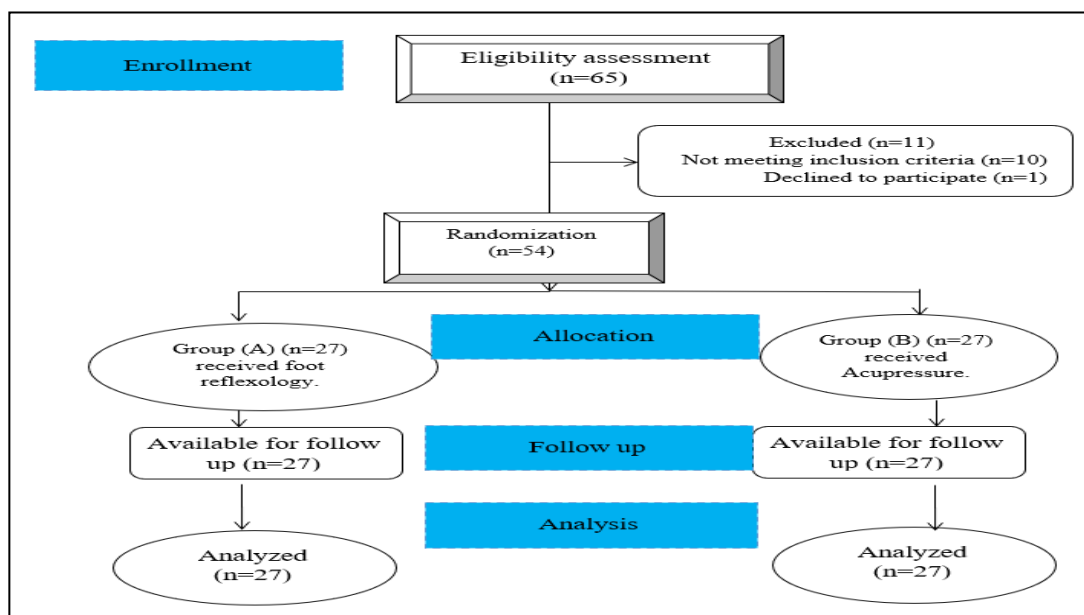 Enrollment
Eligibility assessment
(n=65)
Excluded (n=11)
Not meeting inclusion criteria (n=10)
Declined to participate (n=1)
Randomization
(n=54)
Allocation
Group (A) (n=27)
received foot
reflexology.
Group (B) (n=27)
received
Acupressure.
Available for follow
up (n=27)
Follow up
Available for follow
up (n=27)
Analysis
Analyzed
(n=27)
Analyzed
(n=27)